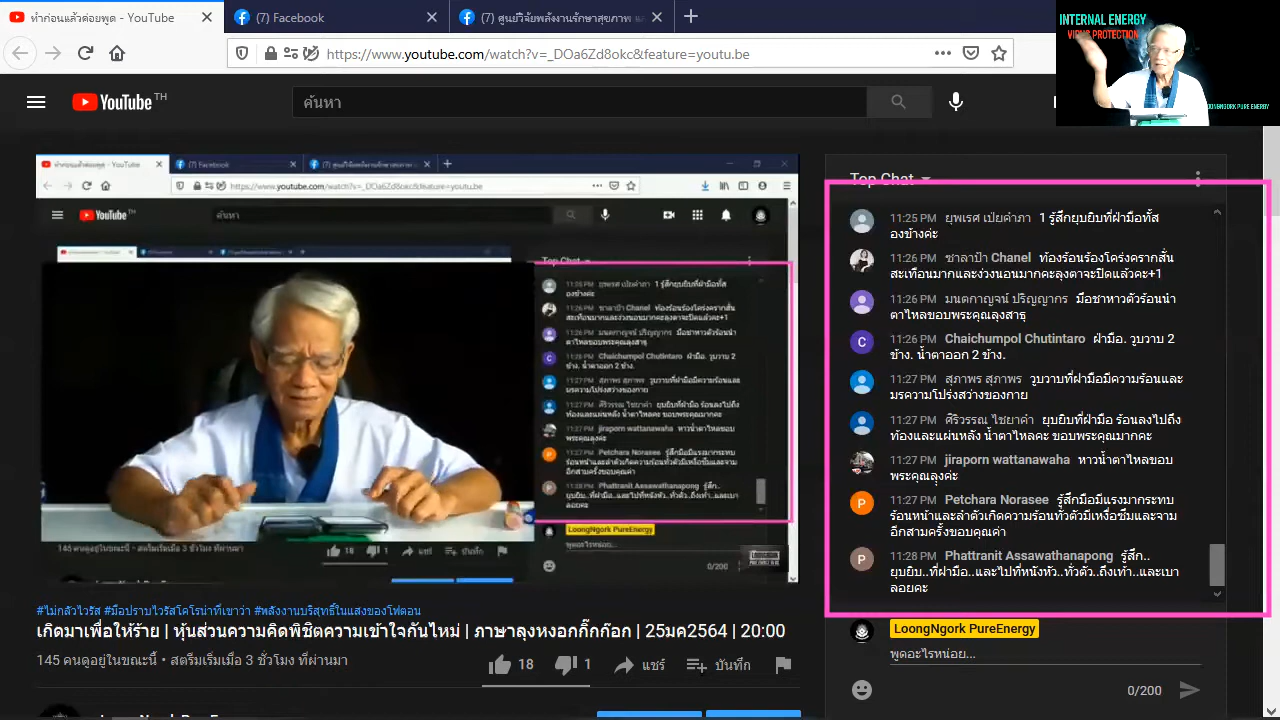 ทำก่อนแล้วค่อยพูด - YouTube
(7) Facebook
(7) ศูนย์วิจัยพลังงานรักษาสุขภาพ แ
https://www.youtube.com/watch?v=_DOa6Zd8okc&feature=youtu.be
INTERNAL ENERGY
VIRUS PROTECTION
LOONGNGORK PURE ENERGY
YouTube TH
ค้นหา
Top Chat
11:25 PM ยุพเรศ เปียคำภา 1 รู้สึกยุบยิบที่ฝ่ามือทั้ส
องข้างค่ะ
11:26 PM ชาลาป้า Chanel ท้องร้อนร้องโคร่งครากสั่น
สะเทือนมากและง่วงนอนมากคะลุงตาจะปิดแล้วคะ+1
11:26 PM มนตกาญจน์ ปริญญากร มือชาหาวตัวร้อนน้ำ
ตาไหลขอบพระคุณลุงสาธุ
11:26 PM Chaichumpol Chutintaro ฝ่ามือ. วูบวาบ 2
ข้าง. น้ำตาออก 2 ข้าง.
11:27 PM สุภาพร สุภาพร วูบวาบที่ฝ่ามือมีความร้อนและ
มรความโปร่งสว่างของกาย
11:27 PM ศิริวรรณ ไชยาคำ ยุบยิบที่ฝ่ามือ ร้อนลงไปถึง
ท้องและแผ่นหลัง น้ำตาไหลคะ ขอบพระคุณมากคะ
11:27 PM jiraporn wattanawaha หาวน้ำตาไหลขอบ
พระคุณลุงค่ะ
11:27 PM Petchara Norasee รู้สึกมือมีแรงมากระทบ
ร้อนหน้าและลำตัวเกิดความร้อนทั่วตัวมีเหงื่อซึมและจาม
อีกสามครั้งขอบคุณค่า
11:28 PM Phattranit Assawathanapong รู้สึก..
ยุบยิบ..ที่ฝ่ามือ..และไปที่หนังหัว..ทั่วตัว..ถึงเท้า..และเบา
ลอยคะ
LoongNgork PureEnergy
พูดอะไรหน่อย...
0/200
#ไม่กลัวไวรัส #มือปราบไวรัสโคโรน่าที่เขาว่า #พลังงานบริสุทธิ์ในแสงของโฟตอน
เกิดมาเพื่อให้ร้าย | หุ้นส่วนความคิดพิชิตความเข้าใจกันไหม่ | ภาษาลุงหงอกกิ๊กก๊อก | 25มค2564 | 20:00
145 คนดูอยู่ในขณะนี้ • สตรีมเริ่มเมื่อ 3 ชั่วโมง ที่ผ่านมา
18 1 แชร์ บันทึก